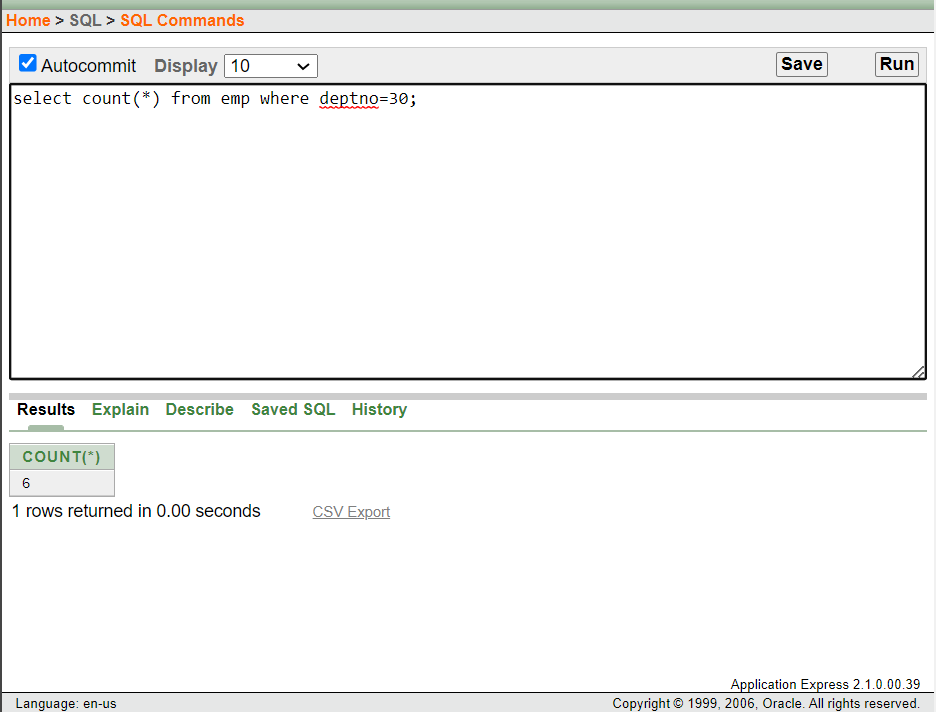 Home > SQL > SQL Commands
Autocommit Display 10 Save Run
select count(*) from emp where deptno=30;
Results Explain Describe Saved SQL History
COUNT(*)
6
1 rows returned in 0.00 seconds CSV Export
Application Express 2.1.0.00.39
Language: en-us Copyright © 1999, 2006, Oracle. All rights reserved.